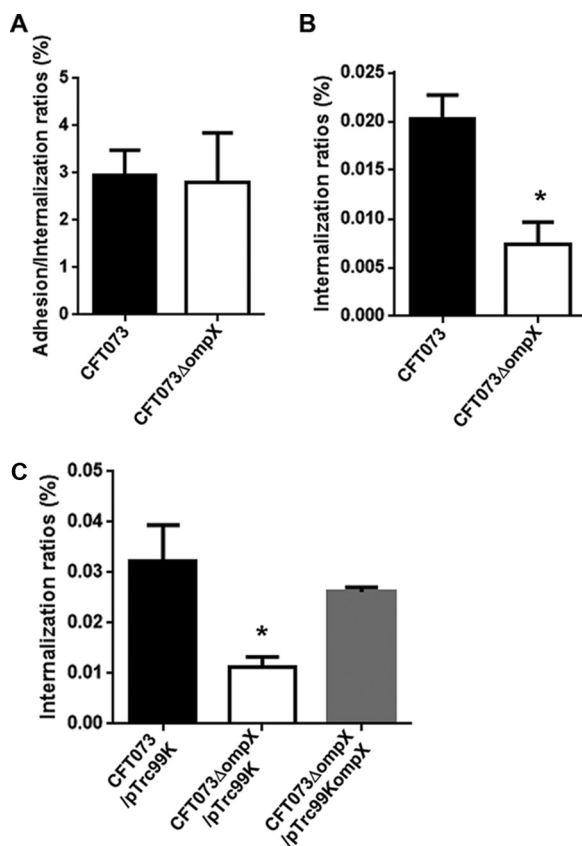 A
Adhesion/Internalization ratios (%)
5
4
3
2
1
0
CFT073
CFT073ΔompX
B
Internalization ratios (%)
0.025
0.020
0.015
0.010
0.005
0.000
*
CFT073
CFT073ΔompX
C
Internalization ratios (%)
0.05
0.04
0.03
0.02
0.01
0.00
*
CFT073
/pTrc99K
CFT073ΔompX
/pTrc99K
CFT073ΔompX
/pTrc99KompX